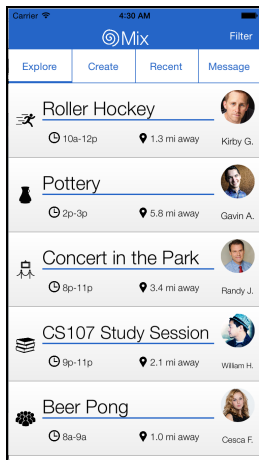 Carrier 4:30 AM
Mix Filter
Explore Create Recent Message
Roller Hockey
10a-12p 1.3 mi away Kirby G.
Pottery
2p-3p 5.8 mi away Gavin A.
Concert in the Park
8p-11p 3.4 mi away Randy J.
CS107 Study Session
9p-11p 2.1 mi away William H.
Beer Pong
8a-9a 1.0 mi away Cesca F.